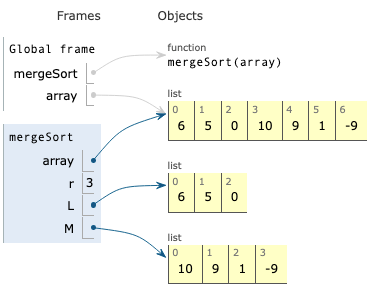 Frames Objects
Global frame
mergeSort
array
function
mergeSort(array)
list
0 1 2 3 4 5 6
6 5 0 10 9 1 -9
mergeSort
array
r 3
L
M
list
0 1 2
6 5 0
list
0 1 2 3
10 9 1 -9